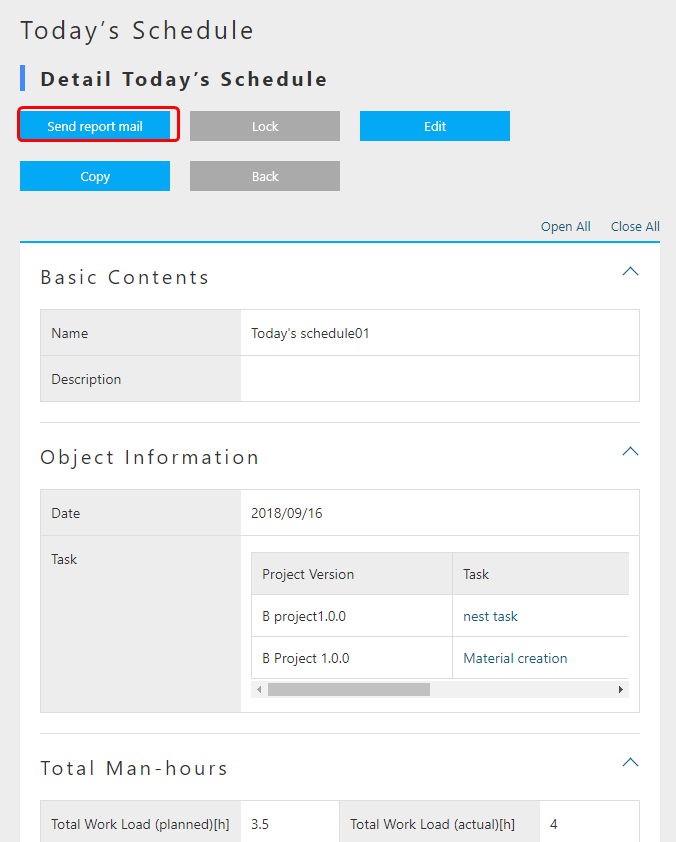 Today's Schedule
Detail Today's Schedule
Send report mail Lock Edit
Copy Back
Open All Close All
Basic Contents
Name Today's schedule01
Description
Object Information
Date 2018/09/16
Task
Project Version Task
B project1.0.0 nest task
B Project 1.0.0 Material creation
Total Man-hours
Total Work Load (planned)[h] 3.5 Total Work Load (actual)[h] 4